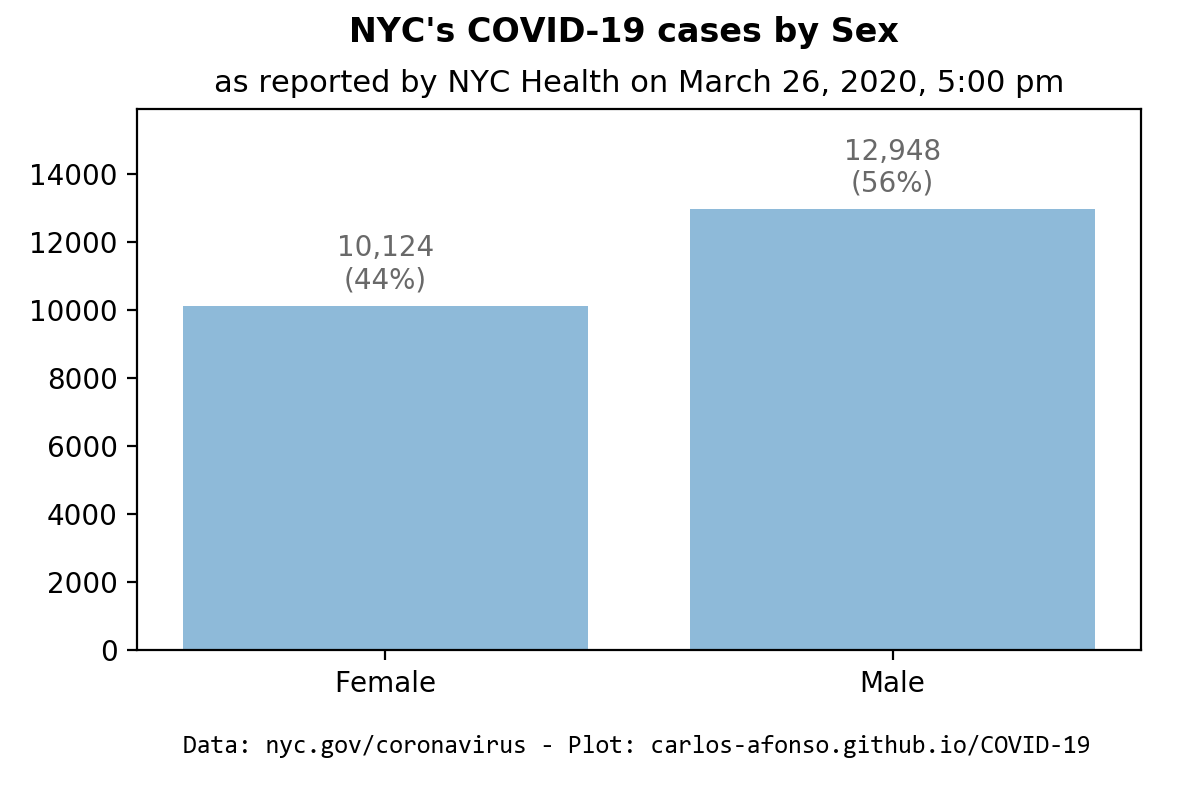 NYC's COVID-19 cases by Sex
as reported by NYC Health on March 26, 2020, 5:00 pm
14000
12000
10000
8000
6000
4000
2000
0
10,124
(44%)
12,948
(56%)
Female
Male
Data: nyc.gov/coronavirus - Plot: carlos-afonso.github.io/COVID-19